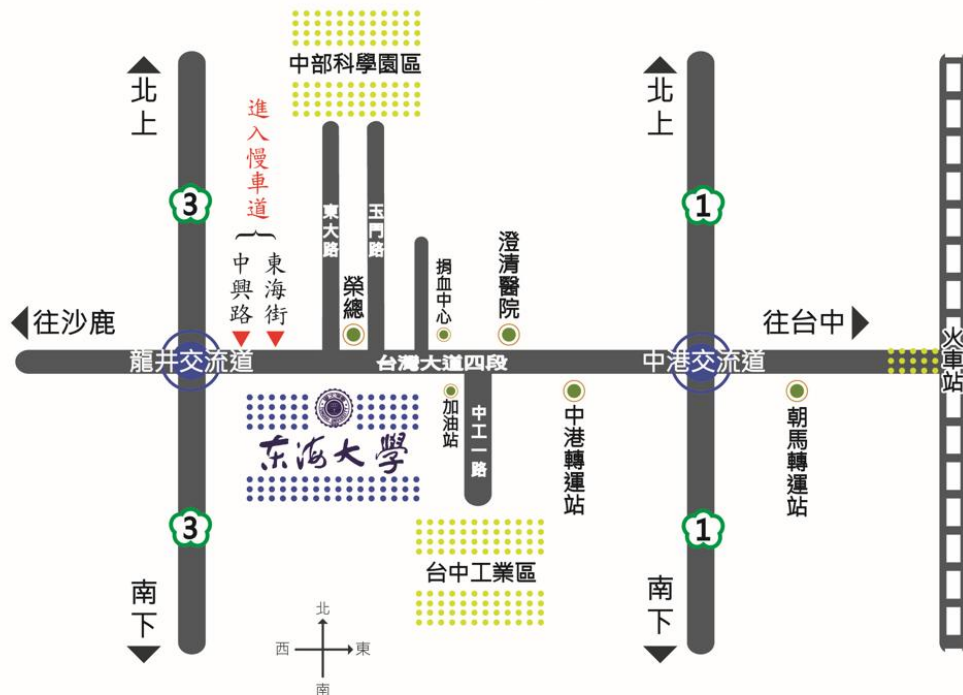 中部科學園區
北上
北上
進入慢車道
3
1
東大路
玉門路
中興路
東海街
榮總
捐血中心
澄清醫院
往沙鹿
往台中
火車站
龍井交流道
台灣大道四段
中港交流道
加油站
中工一路
中港轉運站
朝馬轉運站
东海大學
3
1
台中工業區
南下
南下
北
西
東
南